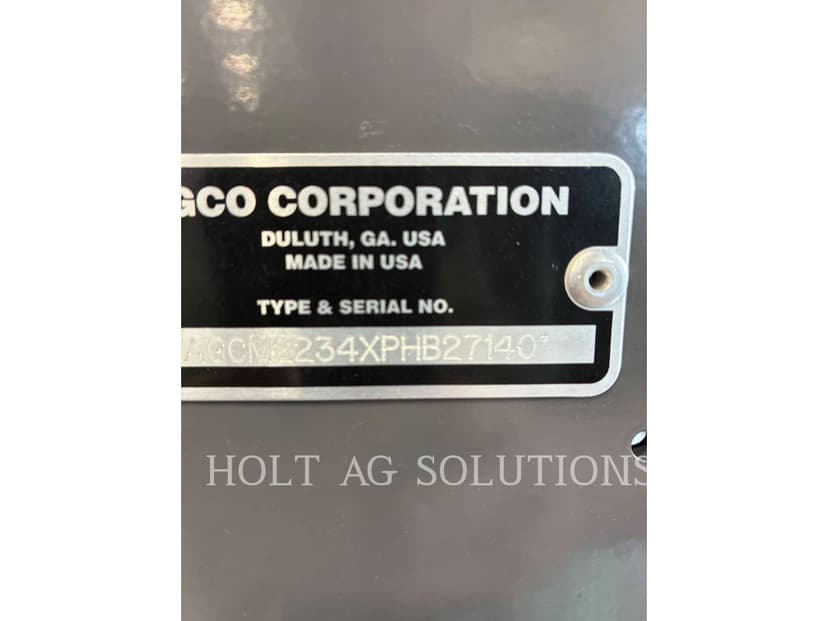 GCO CORPORATION
DULUTH, GA. USA
MADE IN USA
TYPE & SERIAL NO.
AGCM2234XPHB27140*
HOLT AG SOLUTIONS